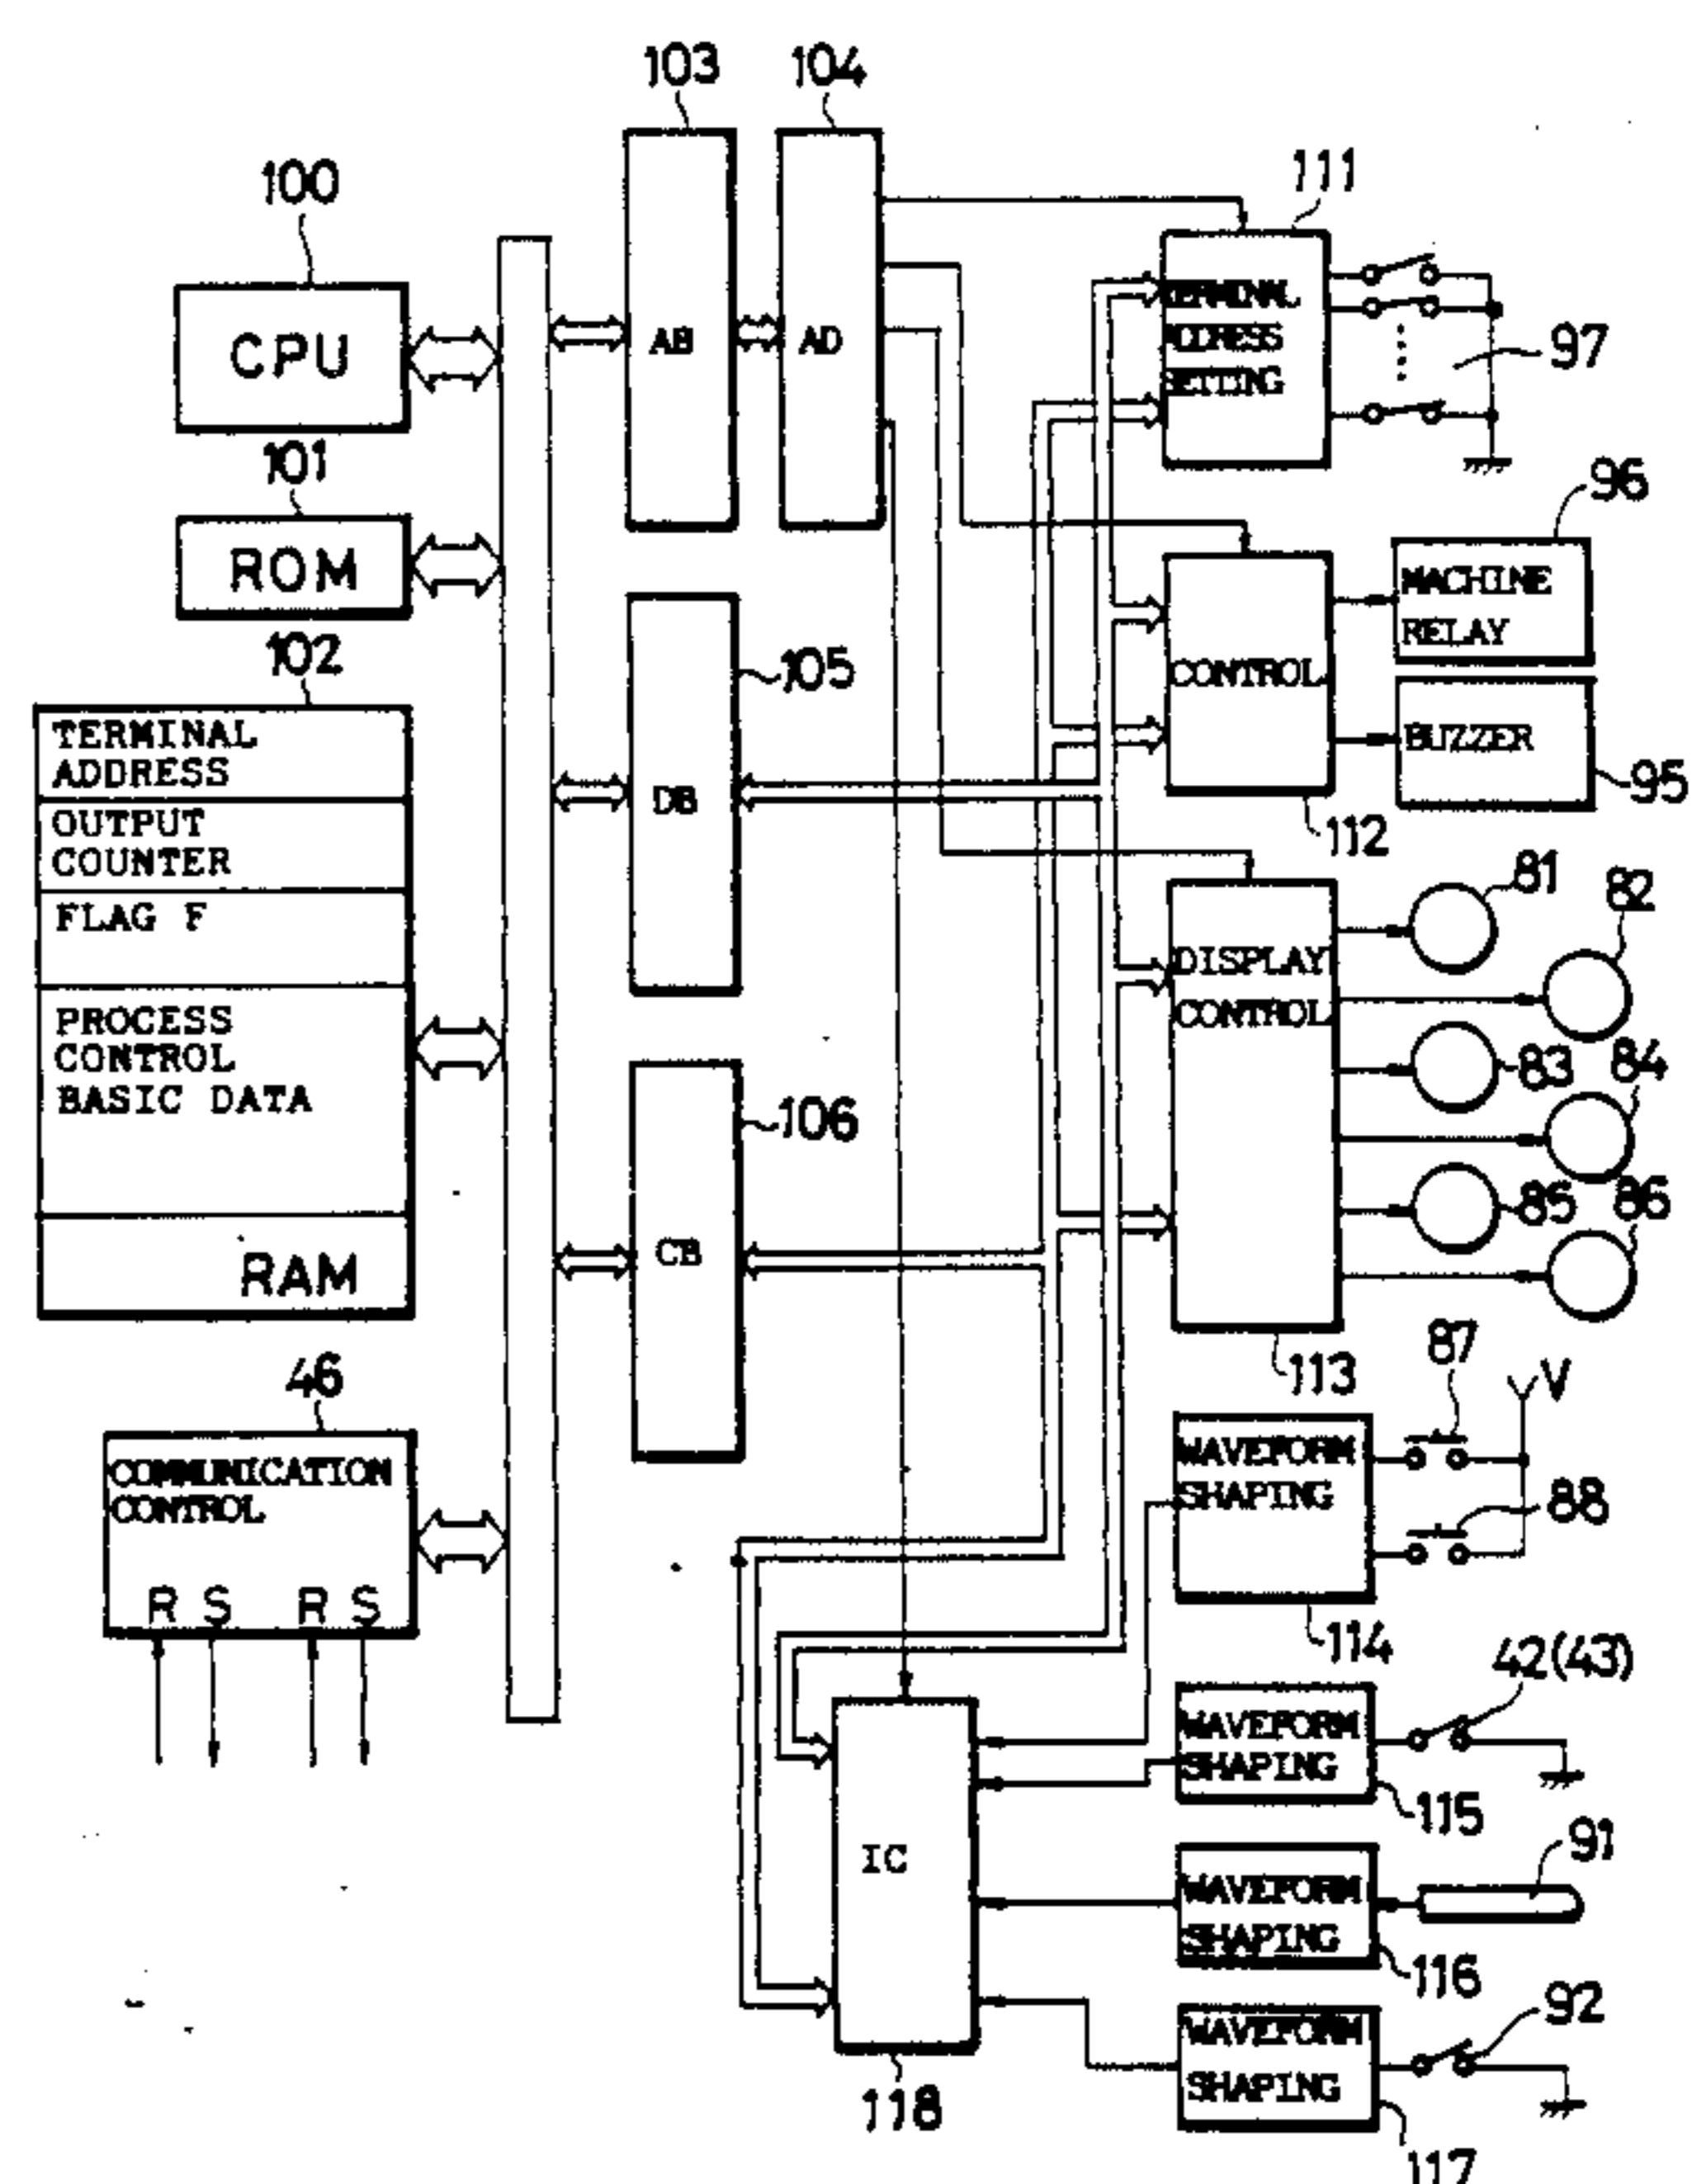 103
104
111
100
CPU
AB
AD
TERMINAL
ADDRESS
SETTING
97
101
ROM
96
MACHINE
RELAY
102
105
CONTROL
TERMINAL
ADDRESS
BUZZER
95
DB
112
OUTPUT
COUNTER
81
82
FLAG F
DISPLAY
CONTROL
PROCESS
CONTROL
BASIC DATA
83
84
106
85
86
CB
RAM
87
V
113
46
COMMUNICATION
CONTROL
WAVEFORM
SHAPING
88
R S R S
114
42(43)
WAVEFORM
SHAPING
115
IC
91
WAVEFORM
SHAPING
116
92
WAVEFORM
SHAPING
118
117